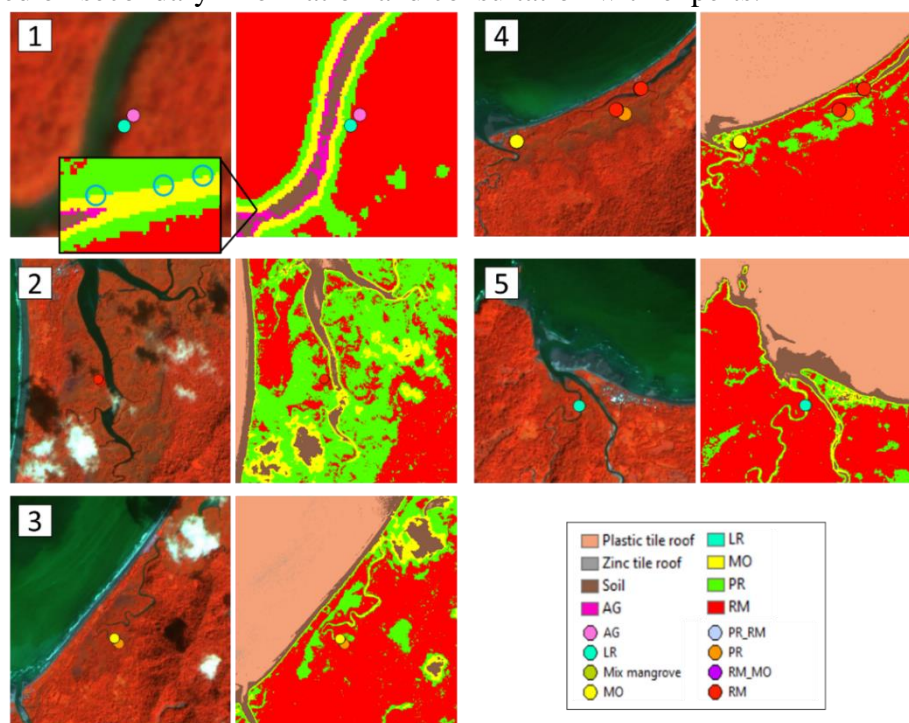 1
4
2
5
3
Plastic tile roof
LR
Zinc tile roof
MO
Soil
PR
AG
RM
AG
PR_RM
LR
PR
Mix mangrove
RM_MO
MO
RM